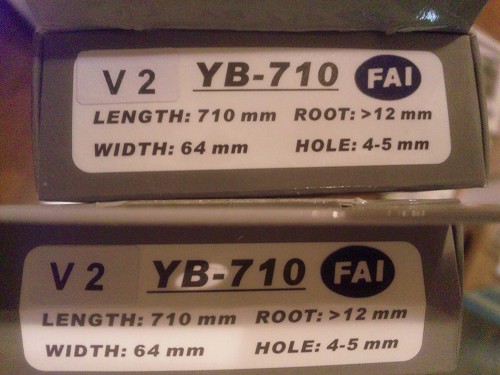 V 2 YB-710 FAI
LENGTH: 710 mm ROOT: >12 mm
WIDTH: 64 mm HOLE: 4-5 mm
V 2 YB-710 FAI
LENGTH: 710 mm ROOT: >12 mm
WIDTH: 64 mm HOLE: 4-5 mm